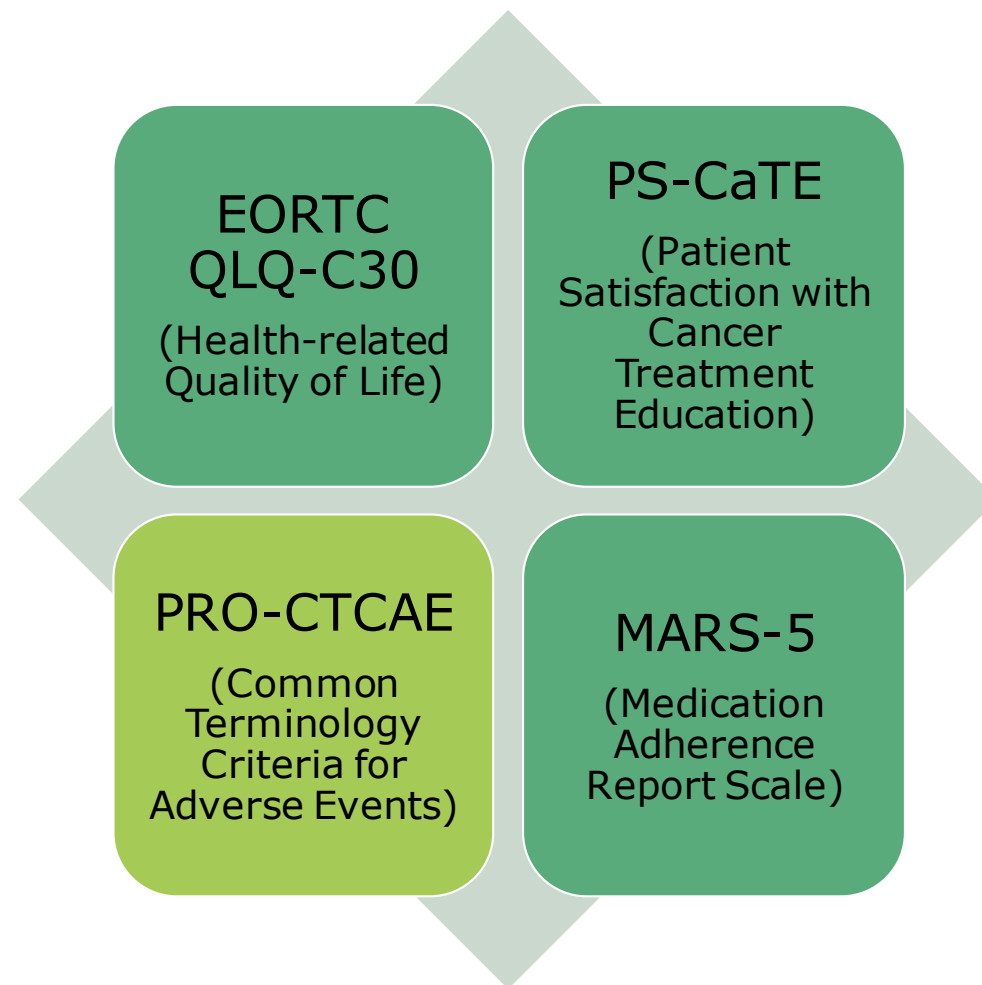 EORTC
QLQ-C30
(Health-related
Quality of Life)
PS-CaTE
(Patient
Satisfaction with
Cancer
Treatment
Education)
PRO-CTCAE
(Common
Terminology
Criteria for
Adverse Events)
MARS-5
(Medication
Adherence
Report Scale)